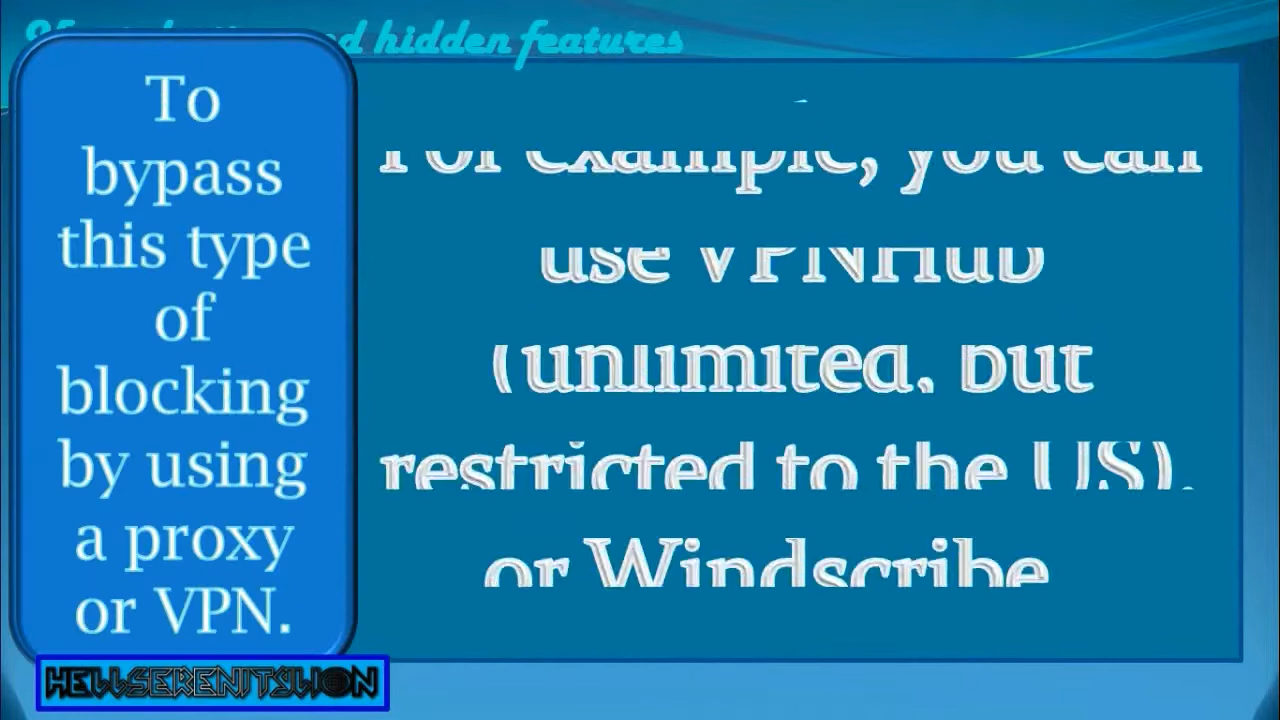 d hidden features
To
bypass
this type
of
blocking
by using
a proxy
or VPN.
For example, you can
use VPNHub
(unlimited, but
restricted to the US),
or Windscribe
HELLSERENITYLION